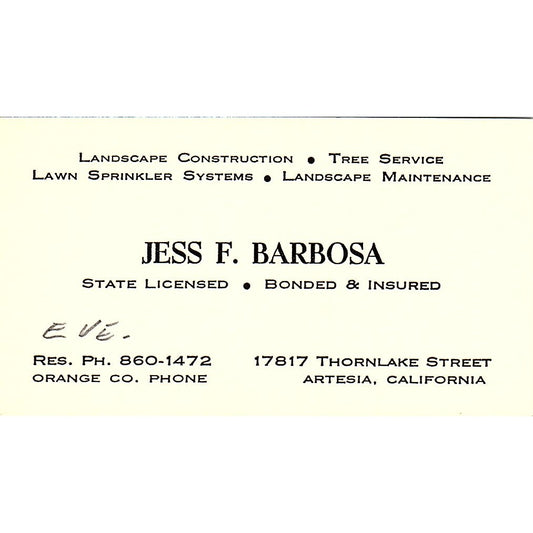 Landscape Construction • Tree Service
Lawn Sprinkler Systems • Landscape Maintenance
JESS F. BARBOSA
State Licensed • Bonded & Insured
EVE.
Res. Ph. 860-1472 17817 Thornlake Street
ORANGE CO. PHONE ARTESIA, CALIFORNIA